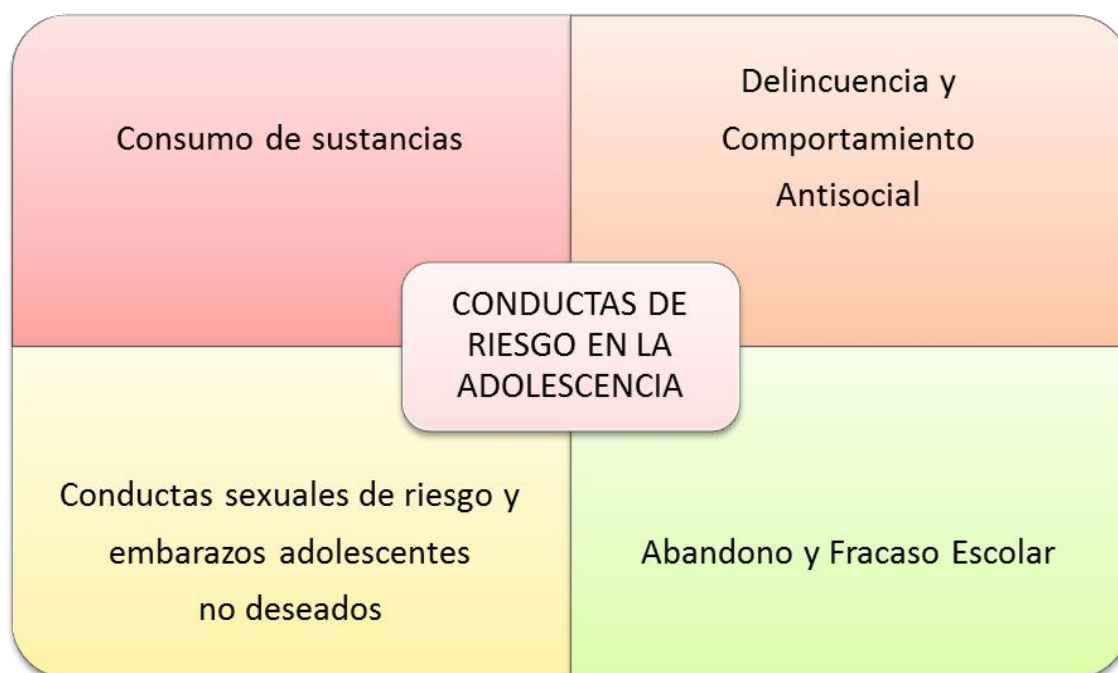 Consumo de sustancias
Delincuencia y
Comportamiento
Antisocial
CONDUCTAS DE
RIESGO EN LA
ADOLESCENCIA
Conductas sexuales de riesgo y
embarazos adolescentes
no deseados
Abandono y Fracaso Escolar